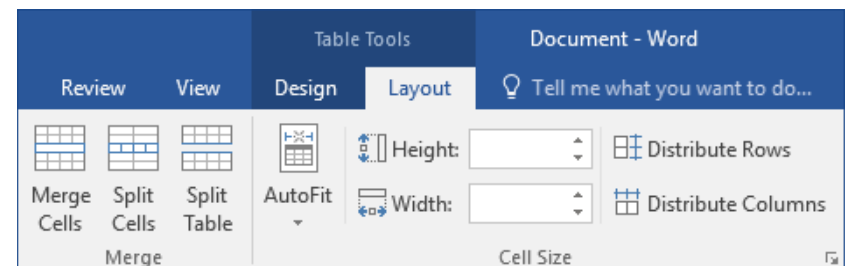 Table Tools
Document - Word
Review
View
Design
Layout
Tell me what you want to do...
Merge
Cells
Split
Cells
Split
Table
AutoFit
Height:
Width:
Distribute Rows
Distribute Columns
Merge
Cell Size